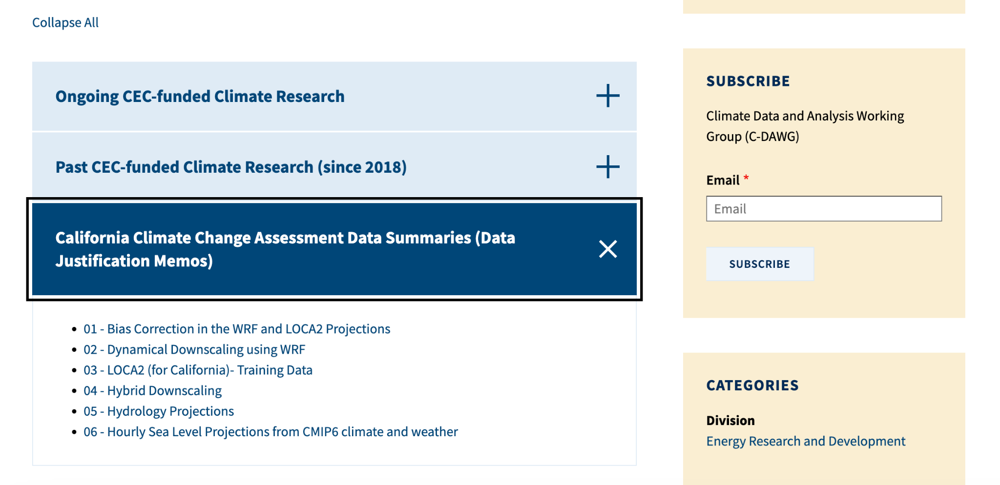 Collapse All
Ongoing CEC-funded Climate Research
Past CEC-funded Climate Research (since 2018)
California Climate Change Assessment Data Summaries (Data
Justification Memos)
01 - Bias Correction in the WRF and LOCA2 Projections
02 - Dynamical Downscaling using WRF
03 - LOCA2 (for California)- Training Data
04 - Hybrid Downscaling
05 - Hydrology Projections
06 - Hourly Sea Level Projections from CMIP6 climate and weather
SUBSCRIBE
Climate Data and Analysis Working
Group (C-DAWG)
Email *
Email
SUBSCRIBE
CATEGORIES
Division
Energy Research and Development